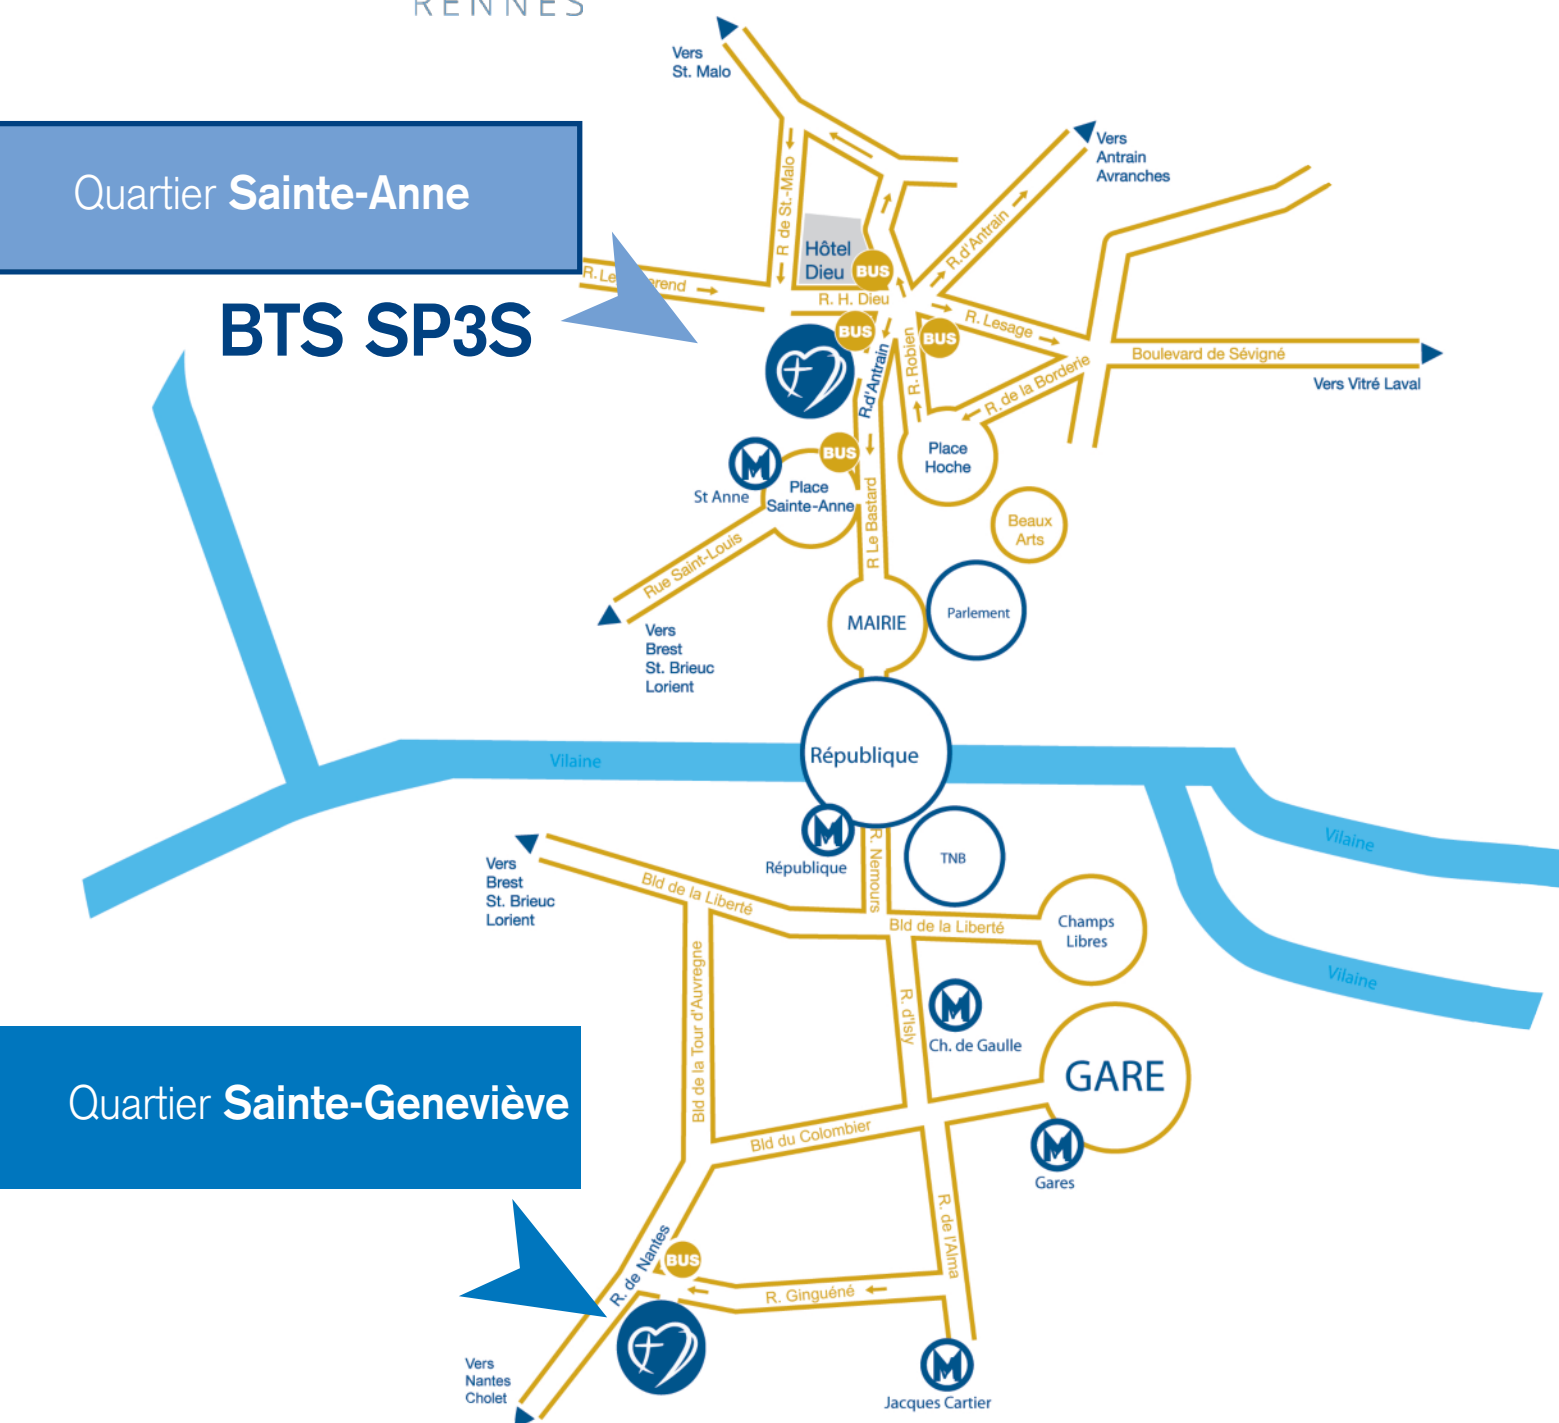 RENNES
Vers
St. Malo
Quartier Sainte-Anne
BTS SP3S
Vers
Antrain
Avranches
R de St.-Malo
Hôtel
Dieu
BUS
R.d'Antrain
R. H. Dieu
BUS
BUS
R. Lesage
Boulevard de Sévigné
Vers Vitré Laval
R. de la Borderie
R. Robien
R.d'Antrain
Place
Hoche
BUS
M
St Anne
Place
Sainte-Anne
R Le Bastard
Beaux
Arts
Rue Saint-Louis
Vers
Brest
St. Brieuc
Lorient
MAIRIE
Parlement
République
Vilaine
Vilaine
Vilaine
M
République
R. Nemours
TNB
Vers
Brest
St. Brieuc
Lorient
Bld de la Liberté
Bld de la Liberté
Champs
Libres
Bld de la Tour d'Auvregne
R. d'Isly
M
Ch. de Gaulle
GARE
Quartier Sainte-Geneviève
Bld du Colombier
M
Gares
R. de l'Alma
R. de Nantes
BUS
R. Ginguéné
Vers
Nantes
Cholet
M
Jacques Cartier